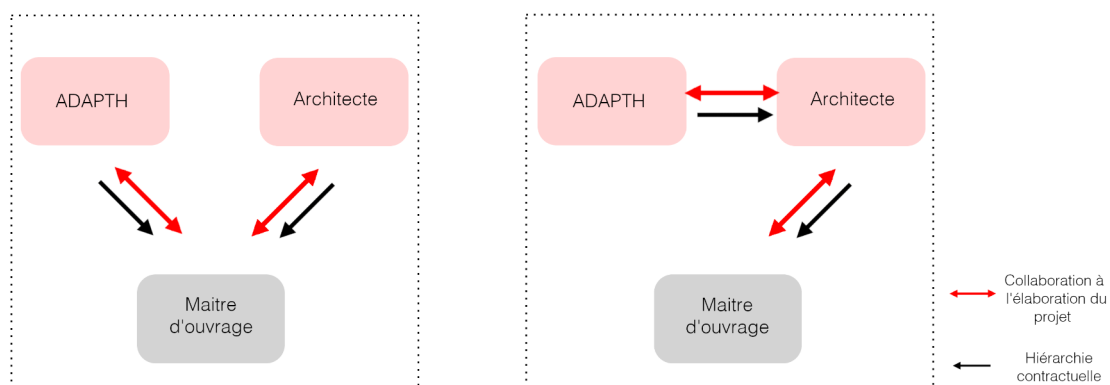 ADAPTH
Architecte
Maitre
d'ouvrage
ADAPTH
Architecte
Maitre
d'ouvrage
Collaboration à
l'élaboration du
projet
Hiérarchie
contractuelle